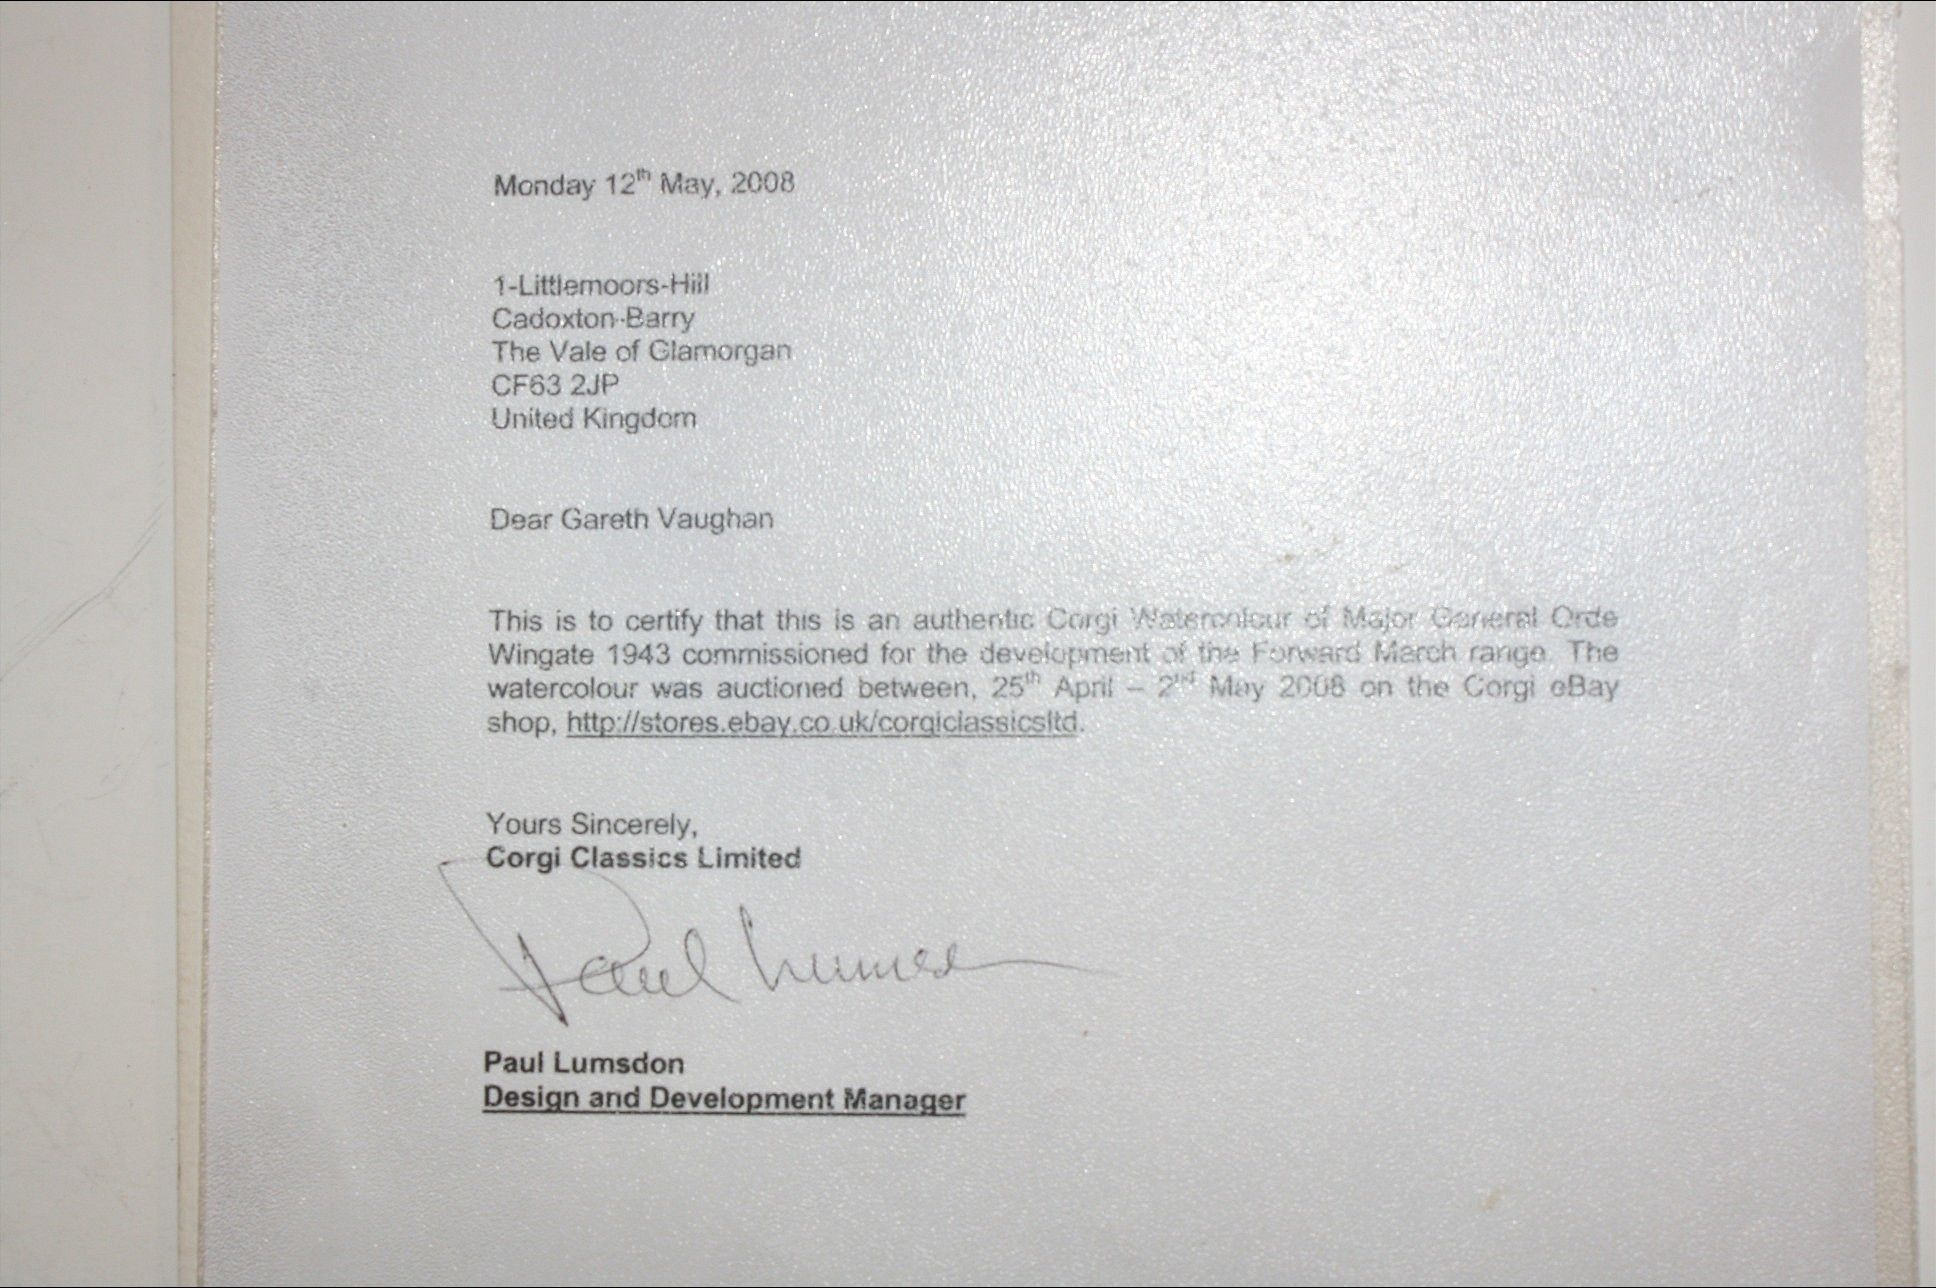 Monday 12th May, 2008
1-Littlemoors-Hill
Cadoxton-Barry
The Vale of Glamorgan
CF63 2JP
United Kingdom
Dear Gareth Vaughan
This is to certify that this is an authentic Corgi Watercolour of Major General Orde
Wingate 1943 commissioned for the development of the Forward March range. The
watercolour was auctioned between, 25th April – 2nd May 2008 on the Corgi eBay
shop, http://stores.ebay.co.uk/corgiclassicsltd.
Yours Sincerely,
Corgi Classics Limited
Paul Lumsdon
Paul Lumsdon
Design and Development Manager